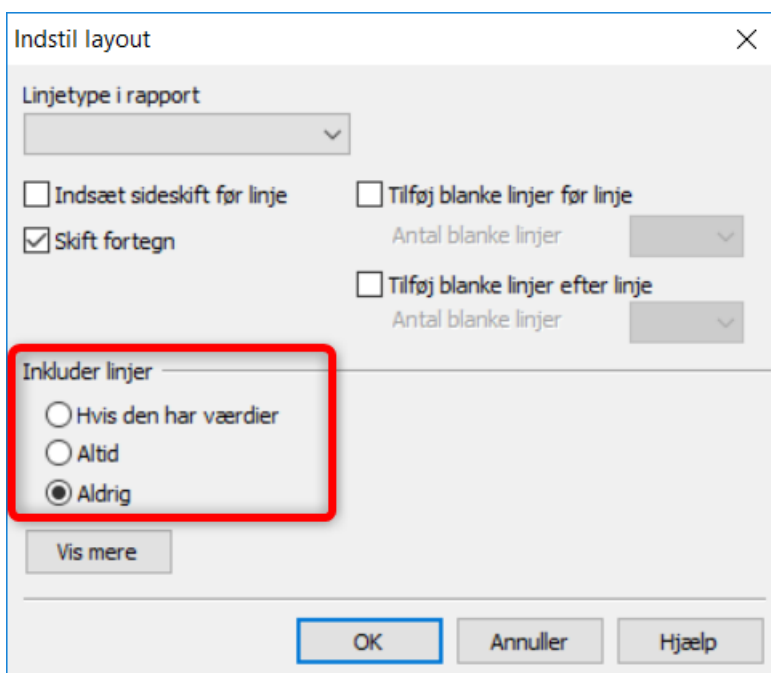 Indstil layout
Linjetype i rapport
Indsæt sideskift før linje
Tilføj blanke linjer før linje
Skift fortegn
Antal blanke linjer
Tilføj blanke linjer efter linje
Antal blanke linjer
Inkluder linjer
Hvis den har værdier
Altid
Aldrig
Vis mere
OK
Annuller
Hjælp